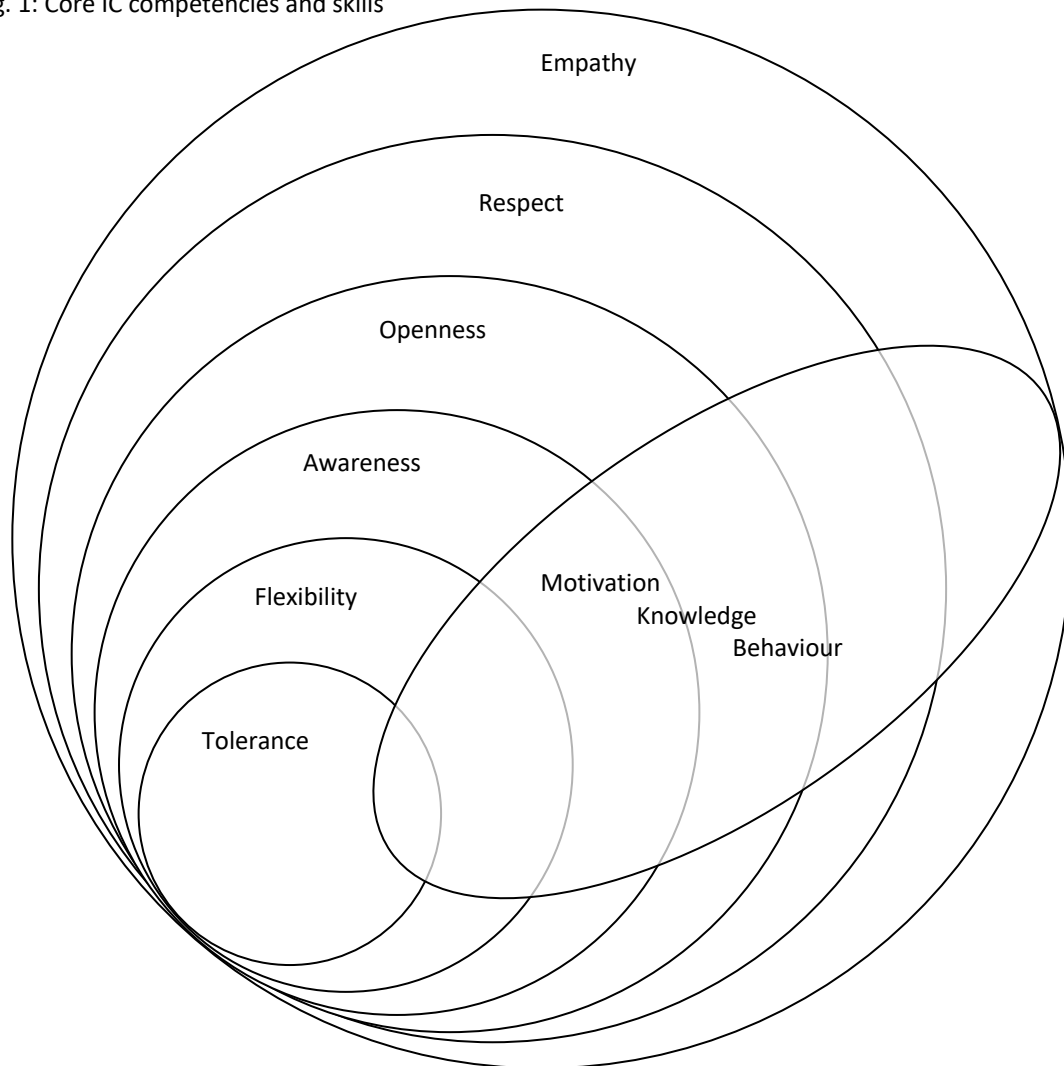 g. 1: Core IC competencies and skills
Empathy
Respect
Openness
Awareness
Motivation
Flexibility
Knowledge
Behaviour
Tolerance